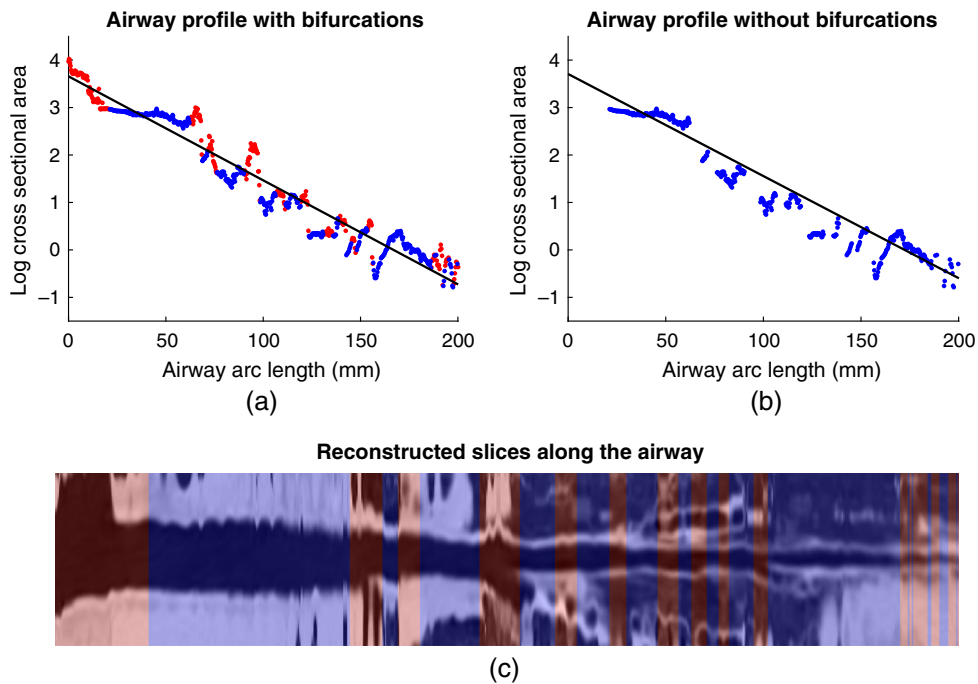 Airway profile with bifurcations
Log cross sectional area
4
3
2
1
0
–1
0
50
100
150
200
Airway arc length (mm)
(a)
Airway profile without bifurcations
Log cross sectional area
4
3
2
1
0
–1
0
50
100
150
200
Airway arc length (mm)
(b)
Reconstructed slices along the airway
(c)